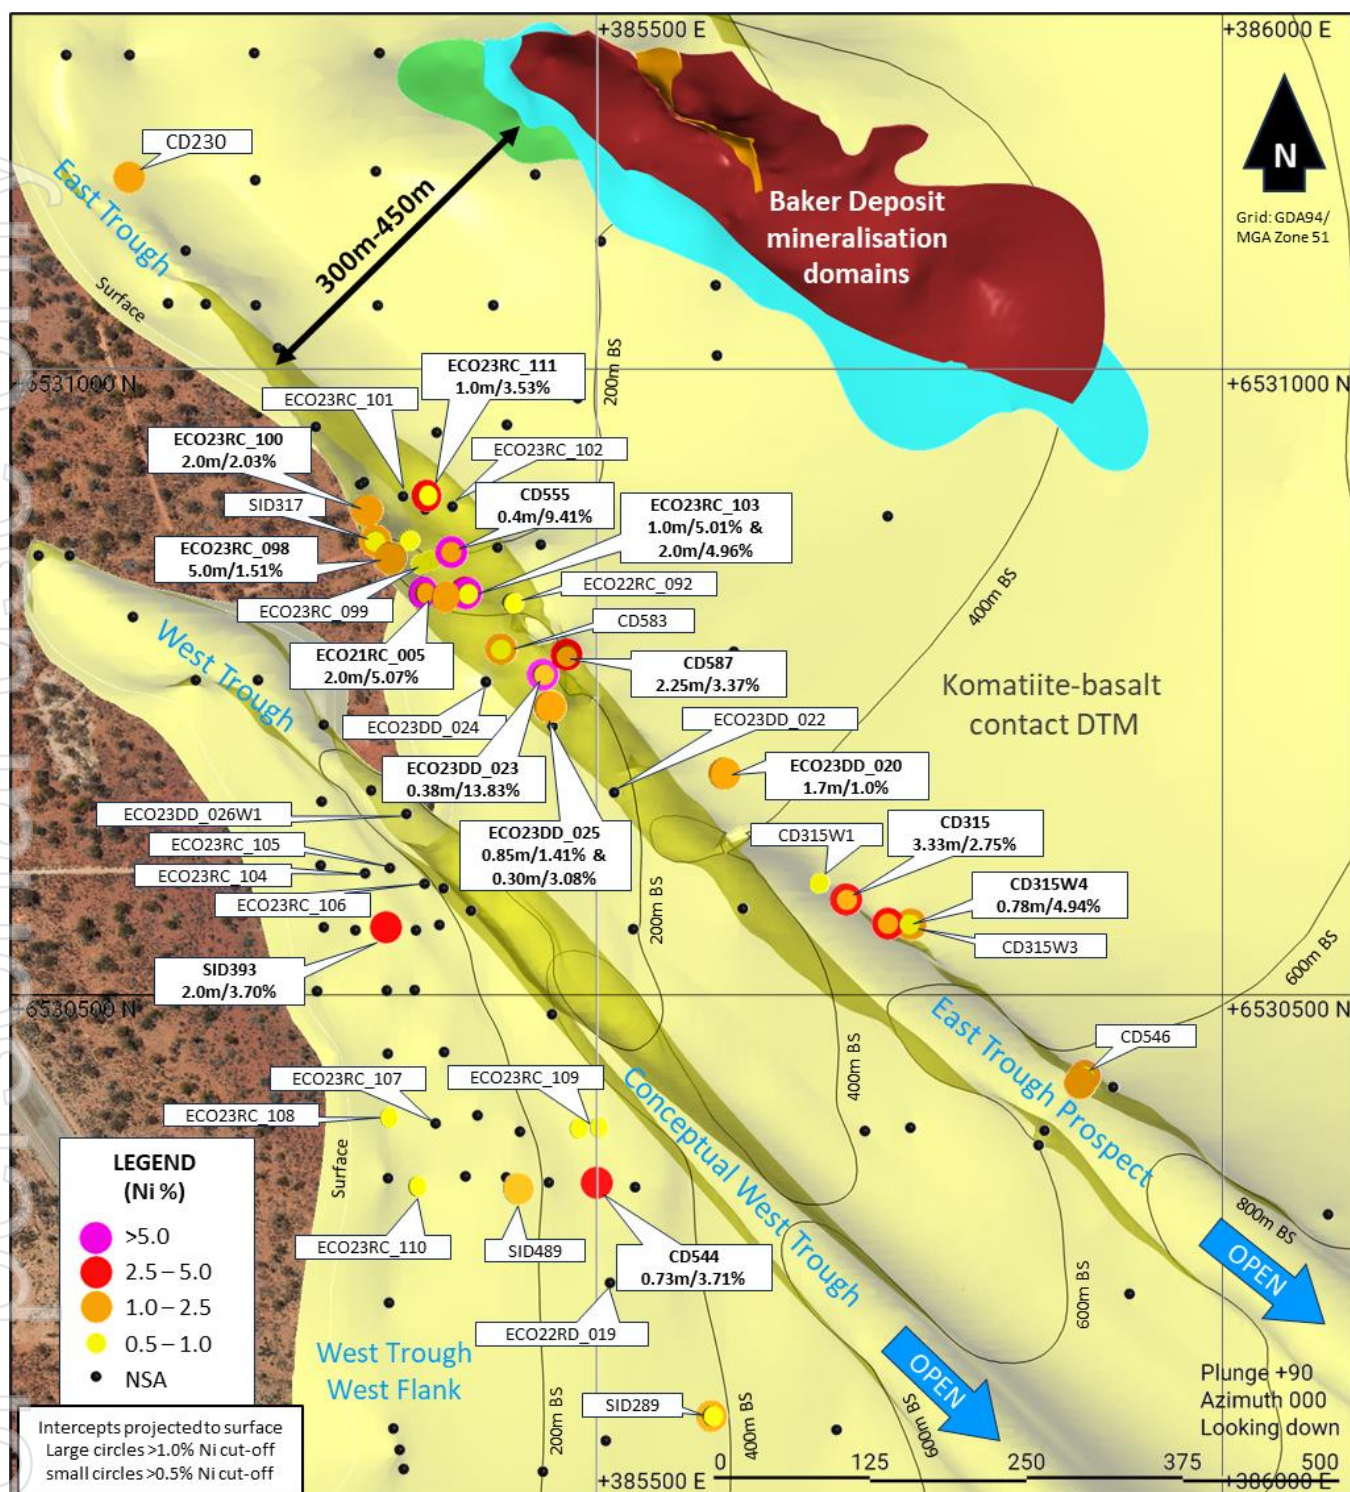 +385500 E
+386000 E
N
Grid: GDA94/
MGA Zone 51
CD230
East Trough
Surface
300m-450m
Baker Deposit
mineralisation
domains
200m BS
+6531000 N
+6531000 N
ECO23RC_111
1.0m/3.53%
ECO23RC_101
ECO23RC_100
2.0m/2.03%
ECO23RC_102
SID317
CD555
0.4m/9.41%
ECO23RC_103
1.0m/5.01% &
2.0m/4.96%
ECO23RC_098
5.0m/1.51%
ECO23RC_099
ECO22RC_092
400m BS
CD583
ECO21RC_005
2.0m/5.07%
CD587
2.25m/3.37%
West Trough
Komatiite-basalt
contact DTM
ECO23DD_024
ECO23DD_022
ECO23DD_023
0.38m/13.83%
ECO23DD_020
1.7m/1.0%
ECO23DD_026W1
ECO23DD_025
0.85m/1.41% &
0.30m/3.08%
CD315W1
CD315
3.33m/2.75%
ECO23RC_105
ECO23RC_104
ECO23RC_106
CD315W4
0.78m/4.94%
CD315W3
200m BS
600m BS
SID393
2.0m/3.70%
+6530500 N
+6530500 N
East Trough Prospect
CD546
400m BS
ECO23RC_107
ECO23RC_109
ECO23RC_108
Conceptual West Trough
Surface
LEGEND
(Ni %)
>5.0
2.5 – 5.0
1.0 – 2.5
0.5 – 1.0
NSA
ECO23RC_110
SID489
CD544
0.73m/3.71%
800m BS
OPEN
600m BS
ECO22RD_019
West Trough
West Flank
OPEN
Plunge +90
Azimuth 000
Looking down
SID289
200m BS
400m BS
600m BS
Intercepts projected to surface
Large circles >1.0% Ni cut-off
small circles >0.5% Ni cut-off
0 125 250 375 500
+385500 E
+386000 E